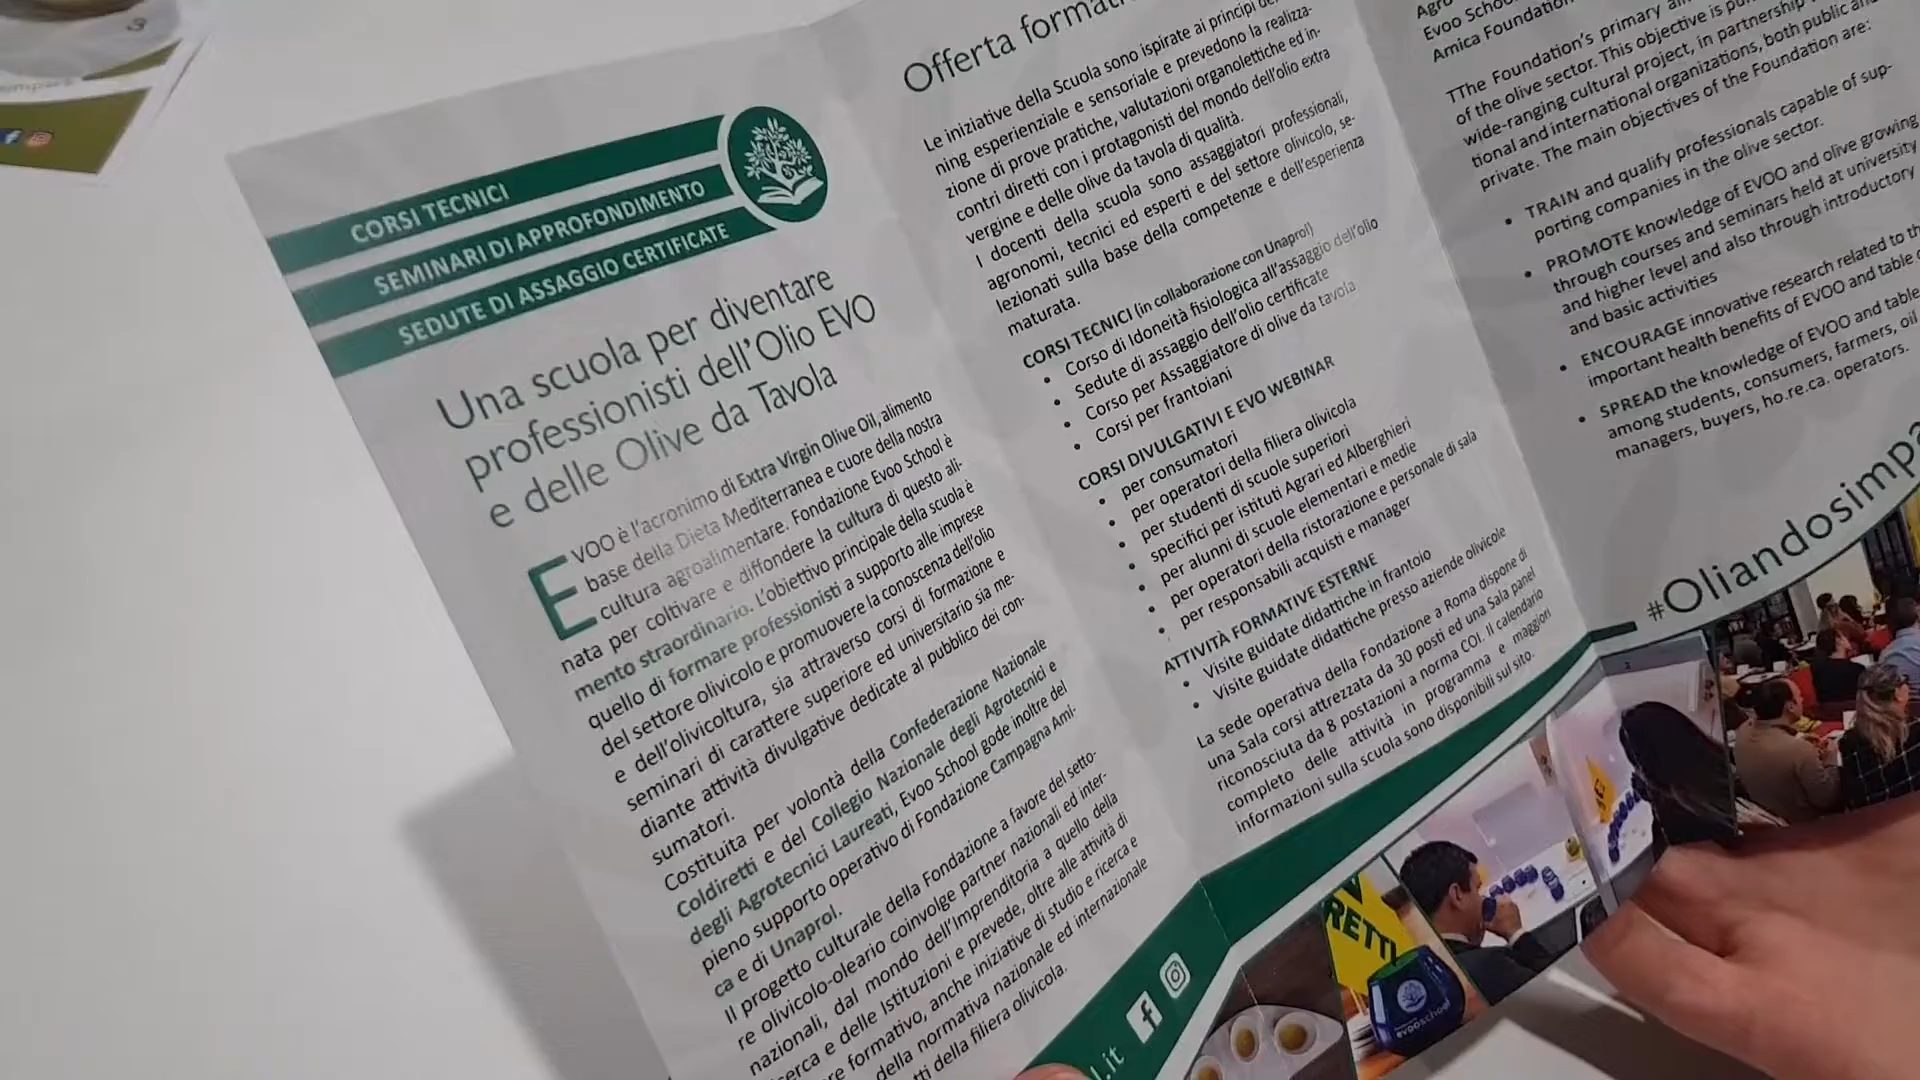 CORSI TECNICI
SEMINARI DI APPROFONDIMENTO
SEDUTE DI ASSAGGIO CERTIFICATE
Una scuola per diventare
professionisti dell'Olio EVO
e delle Olive da Tavola
EVOO è l'acronimo di Extra Virgin Olive Oil, alimento
base della Dieta Mediterranea e cuore della nostra
cultura agroalimentare. Fondazione Evoo School è
nata per coltivare e diffondere la cultura di questo ali-
mento straordinario. L'obiettivo principale della scuola è
quello di formare professionisti a supporto alle imprese
del settore olivicolo e promuovere la conoscenza dell'olio
e dell'olivicoltura, sia attraverso corsi di formazione e
seminari di carattere superiore ed universitario sia me-
diante attività divulgative dedicate al pubblico dei con-
sumatori.
Costituita per volontà della Confederazione Nazionale
Coldiretti e del Collegio Nazionale degli Agrotecnici e
degli Agrotecnici Laureati, Evoo School gode inoltre del
pieno supporto operativo di Fondazione Campagna Ami-
ca e di Unaprol.
Il progetto culturale della Fondazione a favore del setto-
re olivicolo-oleario coinvolge partner nazionali ed inter-
nazionali, dal mondo dell'Imprenditoria a quello della
cerca e delle Istituzioni e prevede, oltre alle attività di
re formativo, anche iniziative di studio e ricerca e
della normativa nazionale ed internazionale
ti della filiera olivicola.
.it
Offerta
Le iniziative della Scuola sono ispirate ai principi
ning esperienziale e sensoriale e prevedono la realizza-
zione di prove pratiche, valutazioni organolettiche ed in-
contri diretti con i protagonisti del mondo dell'olio extra
vergine e delle olive da tavola di qualità.
I docenti della scuola sono assaggiatori professionali,
agronomi, tecnici ed esperti e del settore olivicolo, se-
lezionati sulla base della competenze e dell'esperienza
maturata.
CORSI TECNICI (in collaborazione con Unaprol)
• Corso di Idoneità fisiologica all'assaggio dell'olio
• Sedute di assaggio dell'olio certificate
• Corso per Assaggiatore di olive da tavola
• Corsi per frantoiani
CORSI DIVULGATIVI E EVO WEBINAR
• per consumatori
• per operatori della filiera olivicola
• per studenti di scuole superiori
• specifici per istituti Agrari ed Alberghieri
• per alunni di scuole elementari e medie
• per operatori della ristorazione e personale di sala
• per responsabili acquisti e manager
ATTIVITÀ FORMATIVE ESTERNE
• Visite guidate didattiche in frantoio
• Visite guidate didattiche presso aziende olivicole
La sede operativa della Fondazione a Roma dispone di
una Sala corsi attrezzata da 30 posti ed una Sala panel
riconosciuta da 8 postazioni a norma COI. Il calendario
completo delle attività in programma e maggiori
informazioni sulla scuola sono disponibili sul sito.
Evoo
Amica Foundation
TThe Foundation's primary
of the olive sector. This objective is
wide-ranging cultural project, in partnership
tional and international organizations, both public and
private. The main objectives of the Foundation are:
• TRAIN and qualify professionals capable of sup-
porting companies in the olive sector.
• PROMOTE knowledge of EVOO and olive growing
through courses and seminars held at university
and higher level and also through introductory
and basic activities
• ENCOURAGE innovative research related to
important health benefits of EVOO and table
• SPREAD the knowledge of EVOO and table
among students, consumers, farmers, oil
managers, buyers, ho.re.ca. operators.
RETTI
evooschool